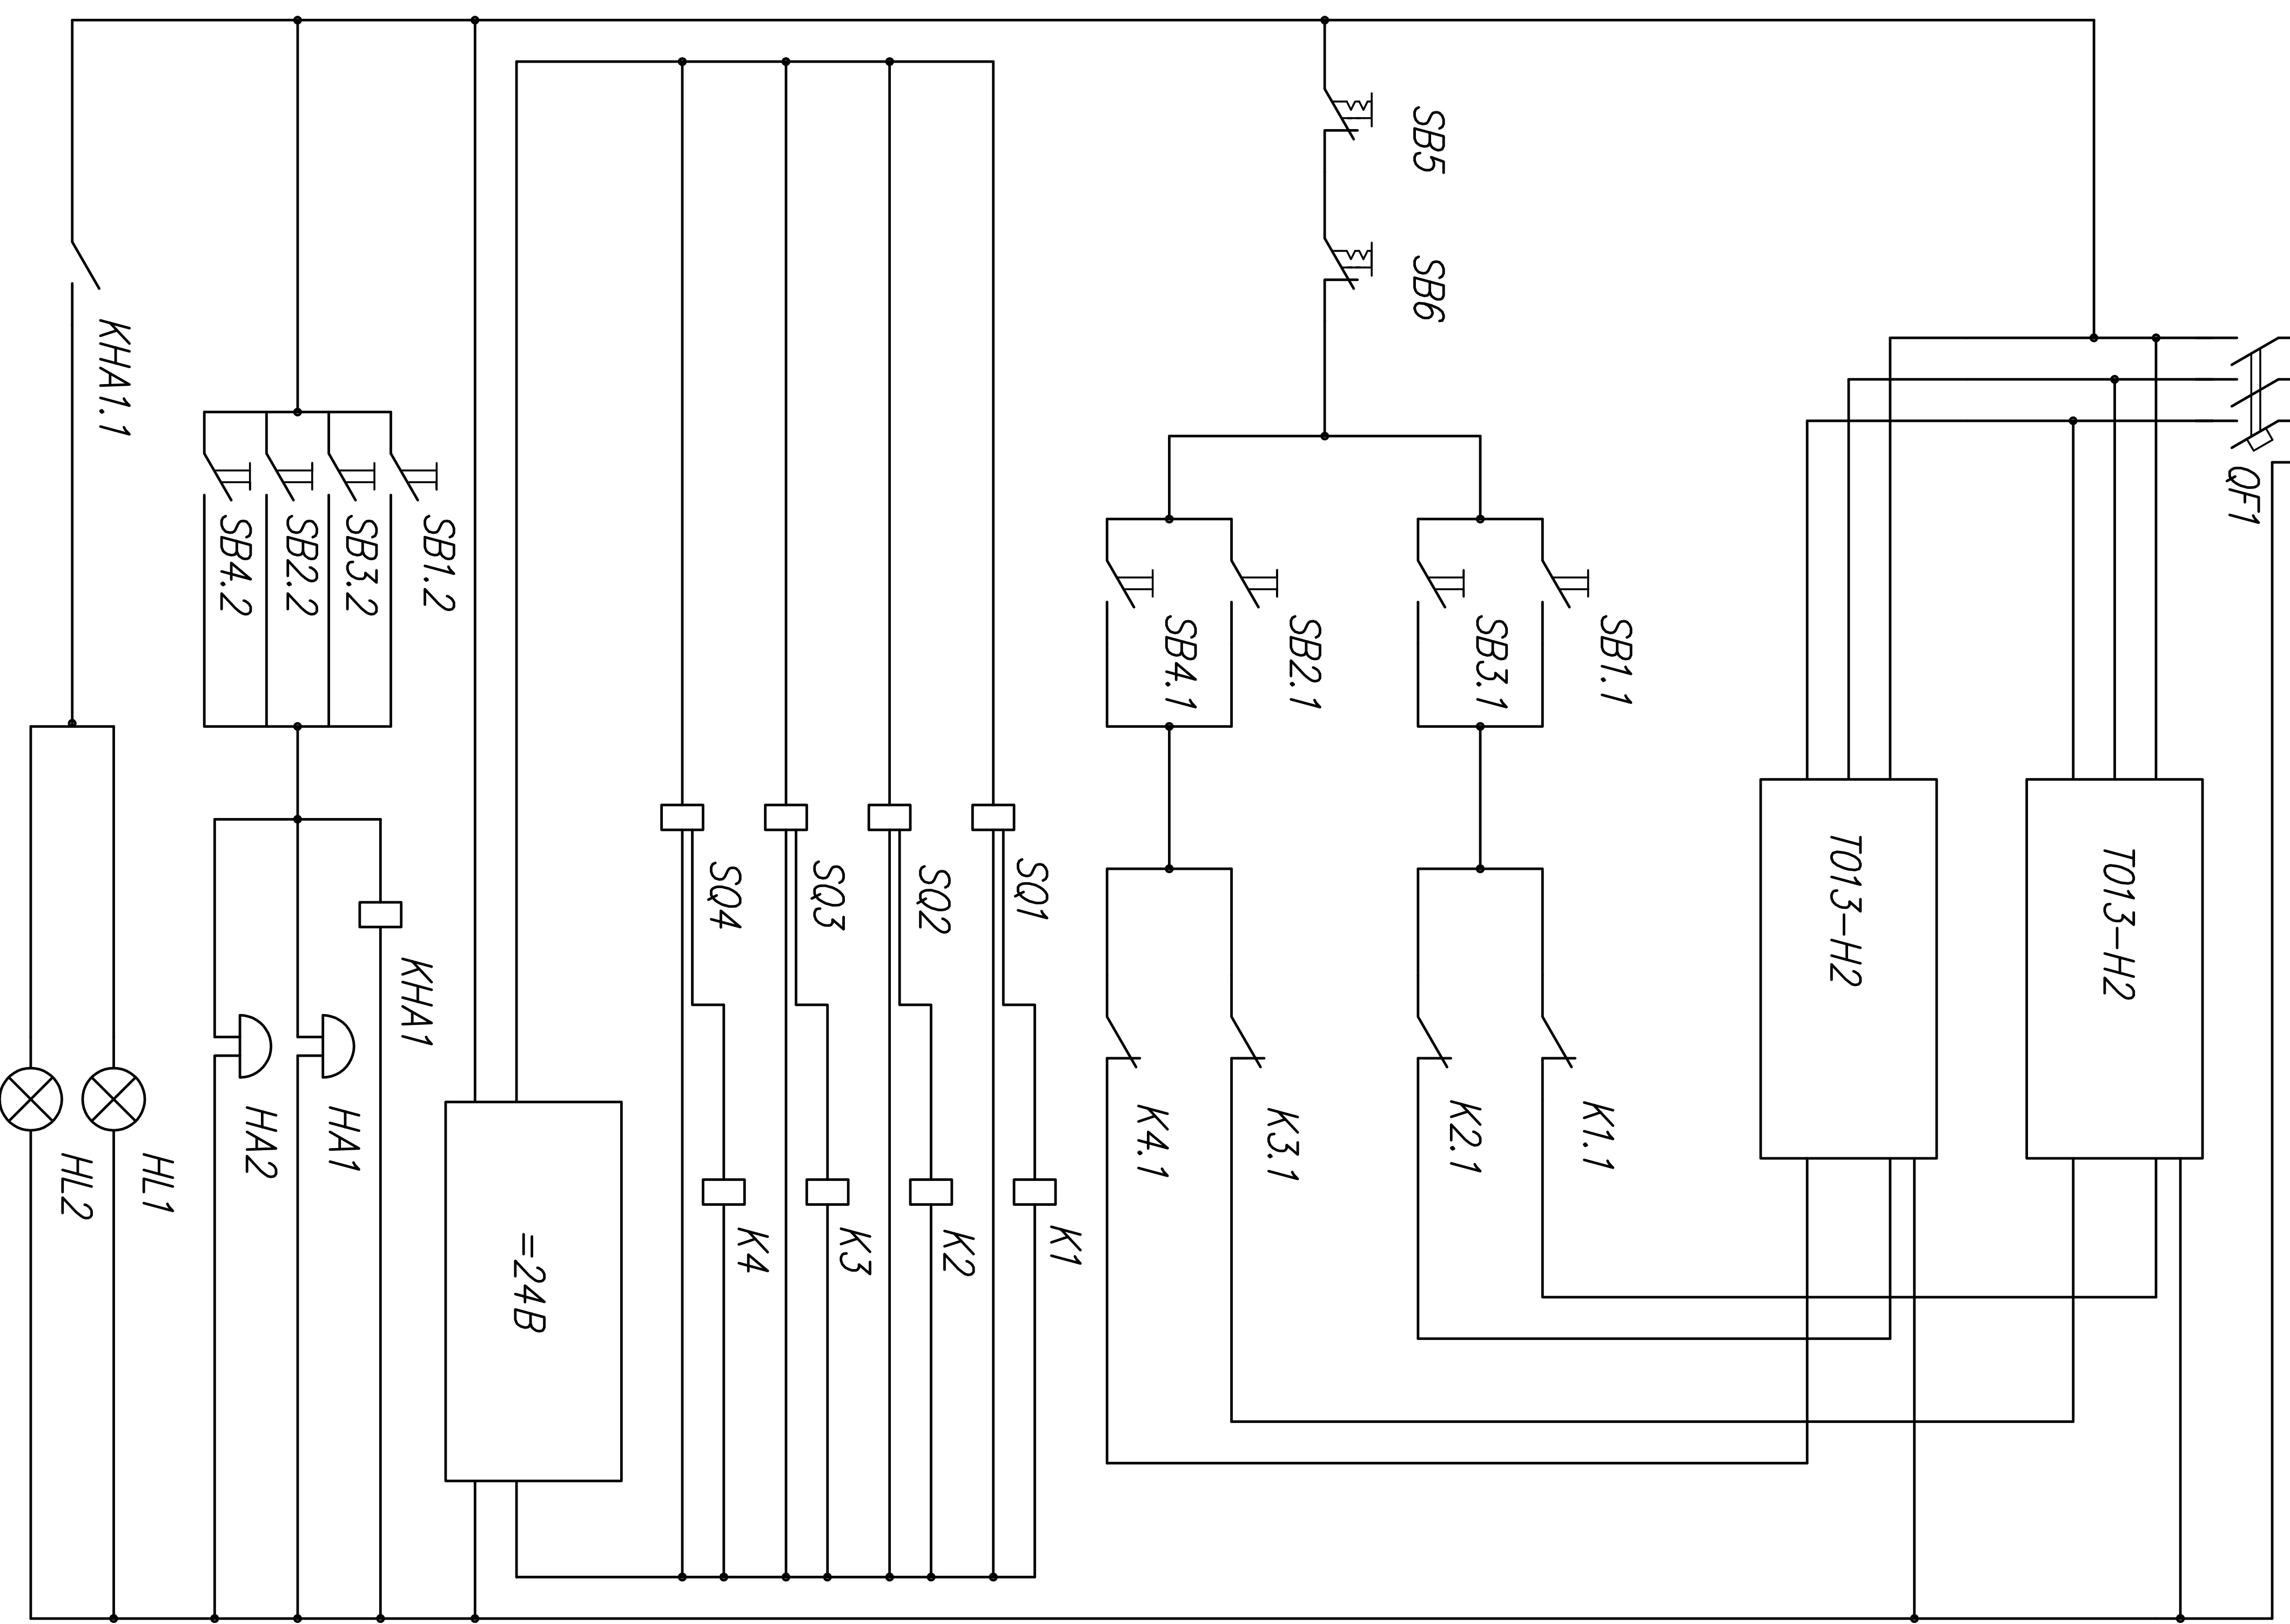 SB5
SB6
QF1
KHA1.1
SB4.2
SB2.2
SB3.2
SB1.2
SB4.1
SB2.1
SB3.1
SB1.1
TO13-H2
TO13-H2
SQ4
SQ3
SQ2
SQ1
KHA1
HA2
HA1
HL2
HL1
K4.1
K3.1
K2.1
K1.1
=24В
K4
K3
K2
K1